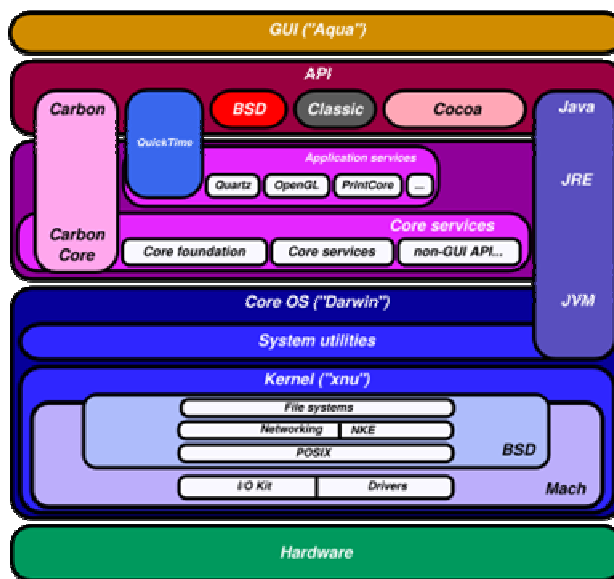 GUI ("Aqua")
API
Carbon
QuickTime
BSD
Classic
Cocoa
Java
Application services
Quartz
OpenGL
PrintCore
...
JRE
Core services
Carbon
Core
Core foundation
Core services
non-GUI API...
Core OS ("Darwin")
JVM
System utilities
Kernel ("xnu")
File systems
Networking
NKE
POSIX
BSD
I/O Kit
Drivers
Mach
Hardware